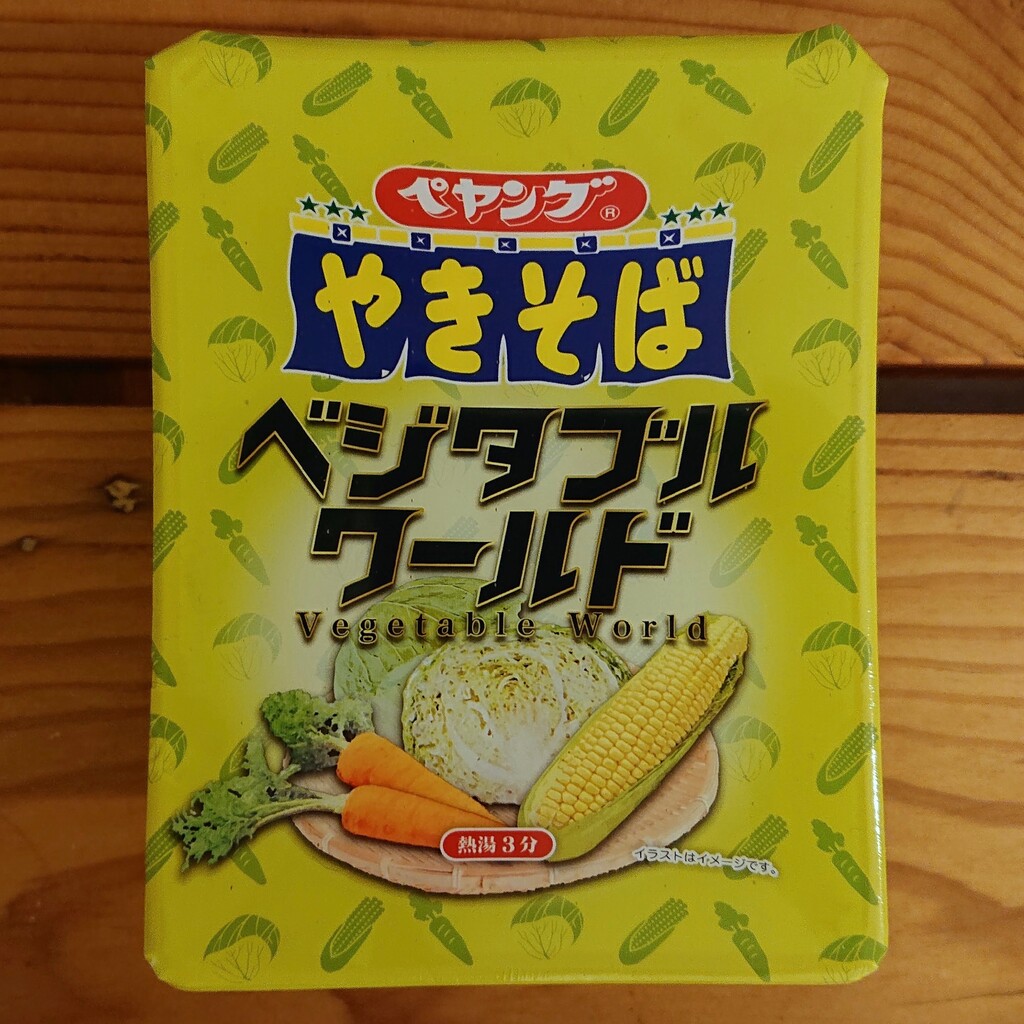 ペヤング®
やきそば
ベジタブル
ワールド
Vegetable World
熱湯3分
イラストはイメージです。